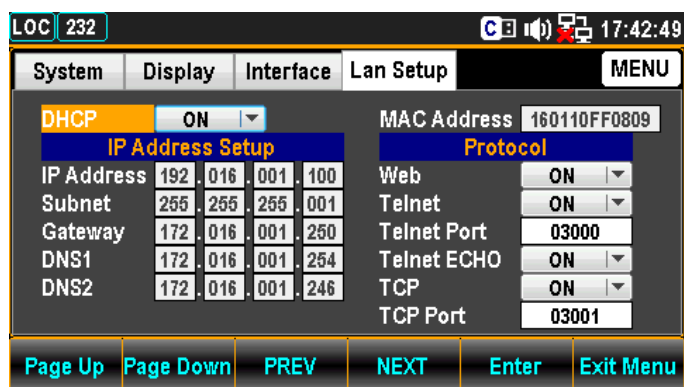 LOC 232 C 17:42:49
System Display Interface Lan Setup MENU
DHCP ON MAC Address 160110FF0809
IP Address Setup Protocol
IP Address 192 . 016 . 001 . 100 Web ON
Subnet 255 . 255 . 255 . 001 Telnet ON
Gateway 172 . 016 . 001 . 250 Telnet Port 03000
DNS1 172 . 016 . 001 . 254 Telnet ECHO ON
DNS2 172 . 016 . 001 . 246 TCP ON
TCP Port 03001
Page Up Page Down PREV NEXT Enter Exit Menu